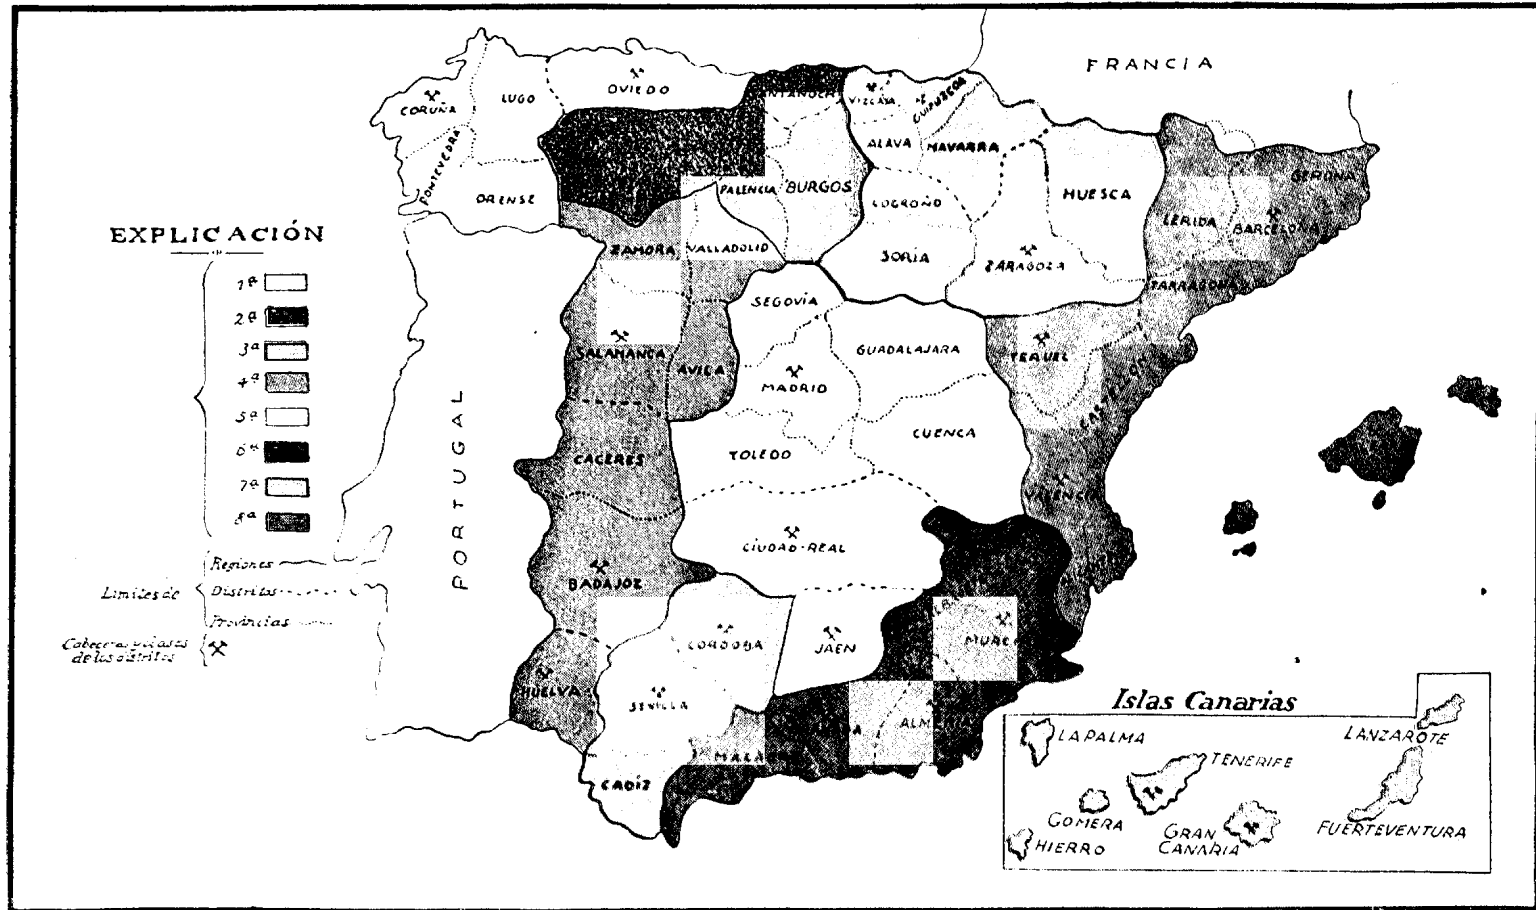 FRANCIA
CORUÑA
LUGO
OVIEDO
VIZCAYA
GUIPUZCOA
ALAVA
NAVARRA
PONTEVEDRA
ORENSE
PALENCIA
BURGOS
LOGROÑO
HUESCA
GERONA
LERIDA
BARCELONA
ZAMORA
VALLADOLID
SORIA
ZARAGOZA
TARRAGONA
EXPLICACIÓN
1ª
2ª
3ª
4ª
5ª
6ª
7ª
8ª
Regiones
Limites de
Distritos
Provincias
Cabeceras
de los distritos
PORTUGAL
SEGOVIA
SALAMANCA
AVILA
MADRID
GUADALAJARA
TERUEL
CASTELLÓN
CACERES
TOLEDO
CUENCA
VALENCIA
CIUDAD-REAL
BADAJOZ
CORDOBA
JAEN
HUELVA
SEVILLA
CADIZ
Islas Canarias
LA PALMA
TENERIFE
LANZAROTE
GOMERA
HIERRO
GRAN
CANARIA
FUERTEVENTURA